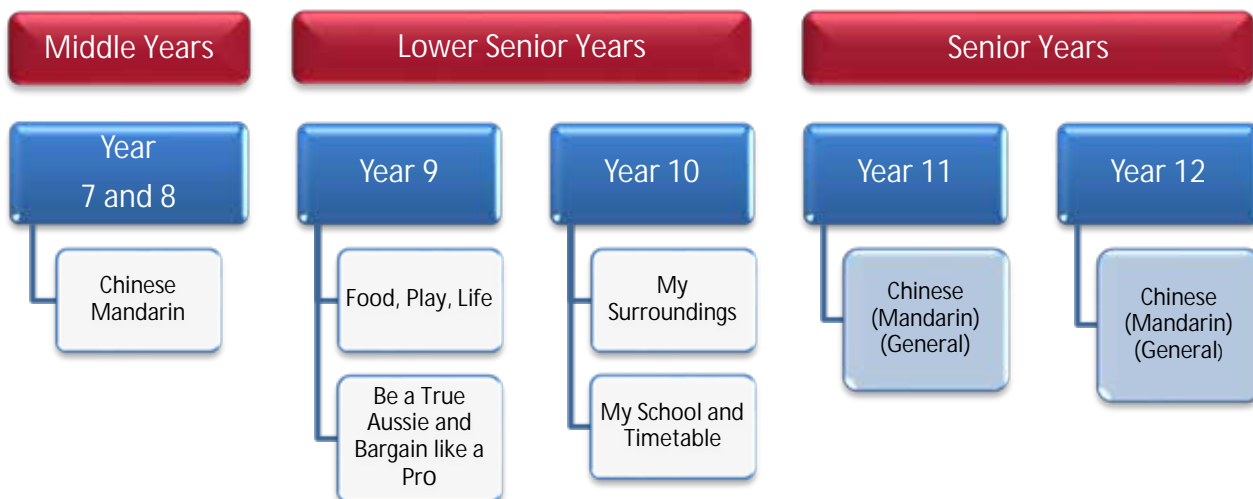 Middle Years
Lower Senior Years
Senior Years
Year
7 and 8
Year 9
Year 10
Year 11
Year 12
Chinese
Mandarin
Food, Play, Life
Be a True
Aussie and
Bargain like a
Pro
My
Surroundings
My School and
Timetable
Chinese
(Mandarin)
(General)
Chinese
(Mandarin)
(General)